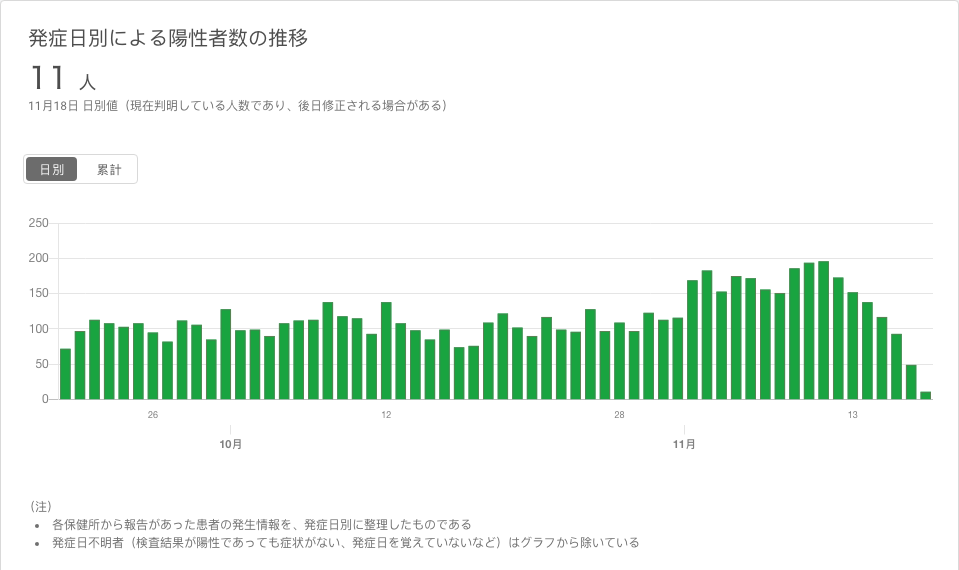 発症日別による陽性者数の推移
11 人
11月18日 日別値（現在判明している人数であり、後日修正される場合がある）
日別 累計
250
200
150
100
50
0
26 12 28 13
10月 11月
（注）
• 各保健所から報告があった患者の発生情報を、発症日別に整理したものである
• 発症日不明者（検査結果が陽性であっても症状がない、発症日を覚えていないなど）はグラフから除いている